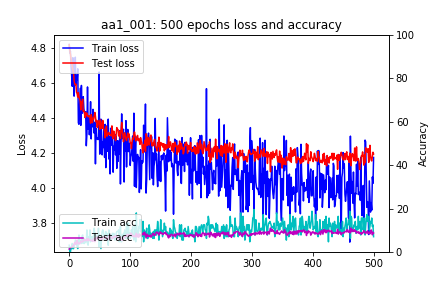 aa1_001: 500 epochs loss and accuracy
Train loss
Test loss
Train acc
Test acc
Loss
4.8
4.6
4.4
4.2
4.0
3.8
100
80
60
40
20
0
Accuracy
0 100 200 300 400 500